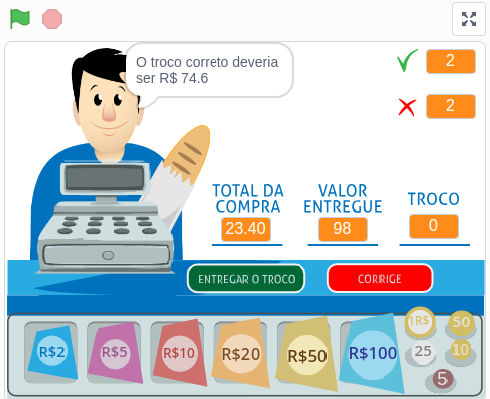 O troco correto deveria
ser R$ 74.6
2
2
TOTAL DA
COMPRA
VALOR
ENTREGUE
TROCO
23.40
98
0
ENTREGAR O TROCO
CORRIGE
R$2
R$5
R$10
R$20
R$50
R$100
1R$
50
25
10
5